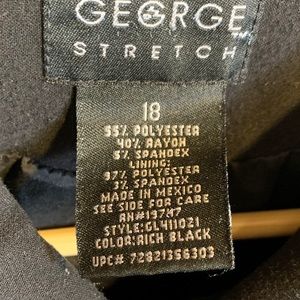 GEORGE
STRETCH
18
55% POLYESTER
40% RAYON
5% SPANDEX
LINING:
97% POLYESTER
3% SPANDEX
MADE IN MEXICO
SEE SIDE FOR CARE
RN#13747
STYLE:GL411021
COLOR:RICH BLACK
UPC# 72821356303